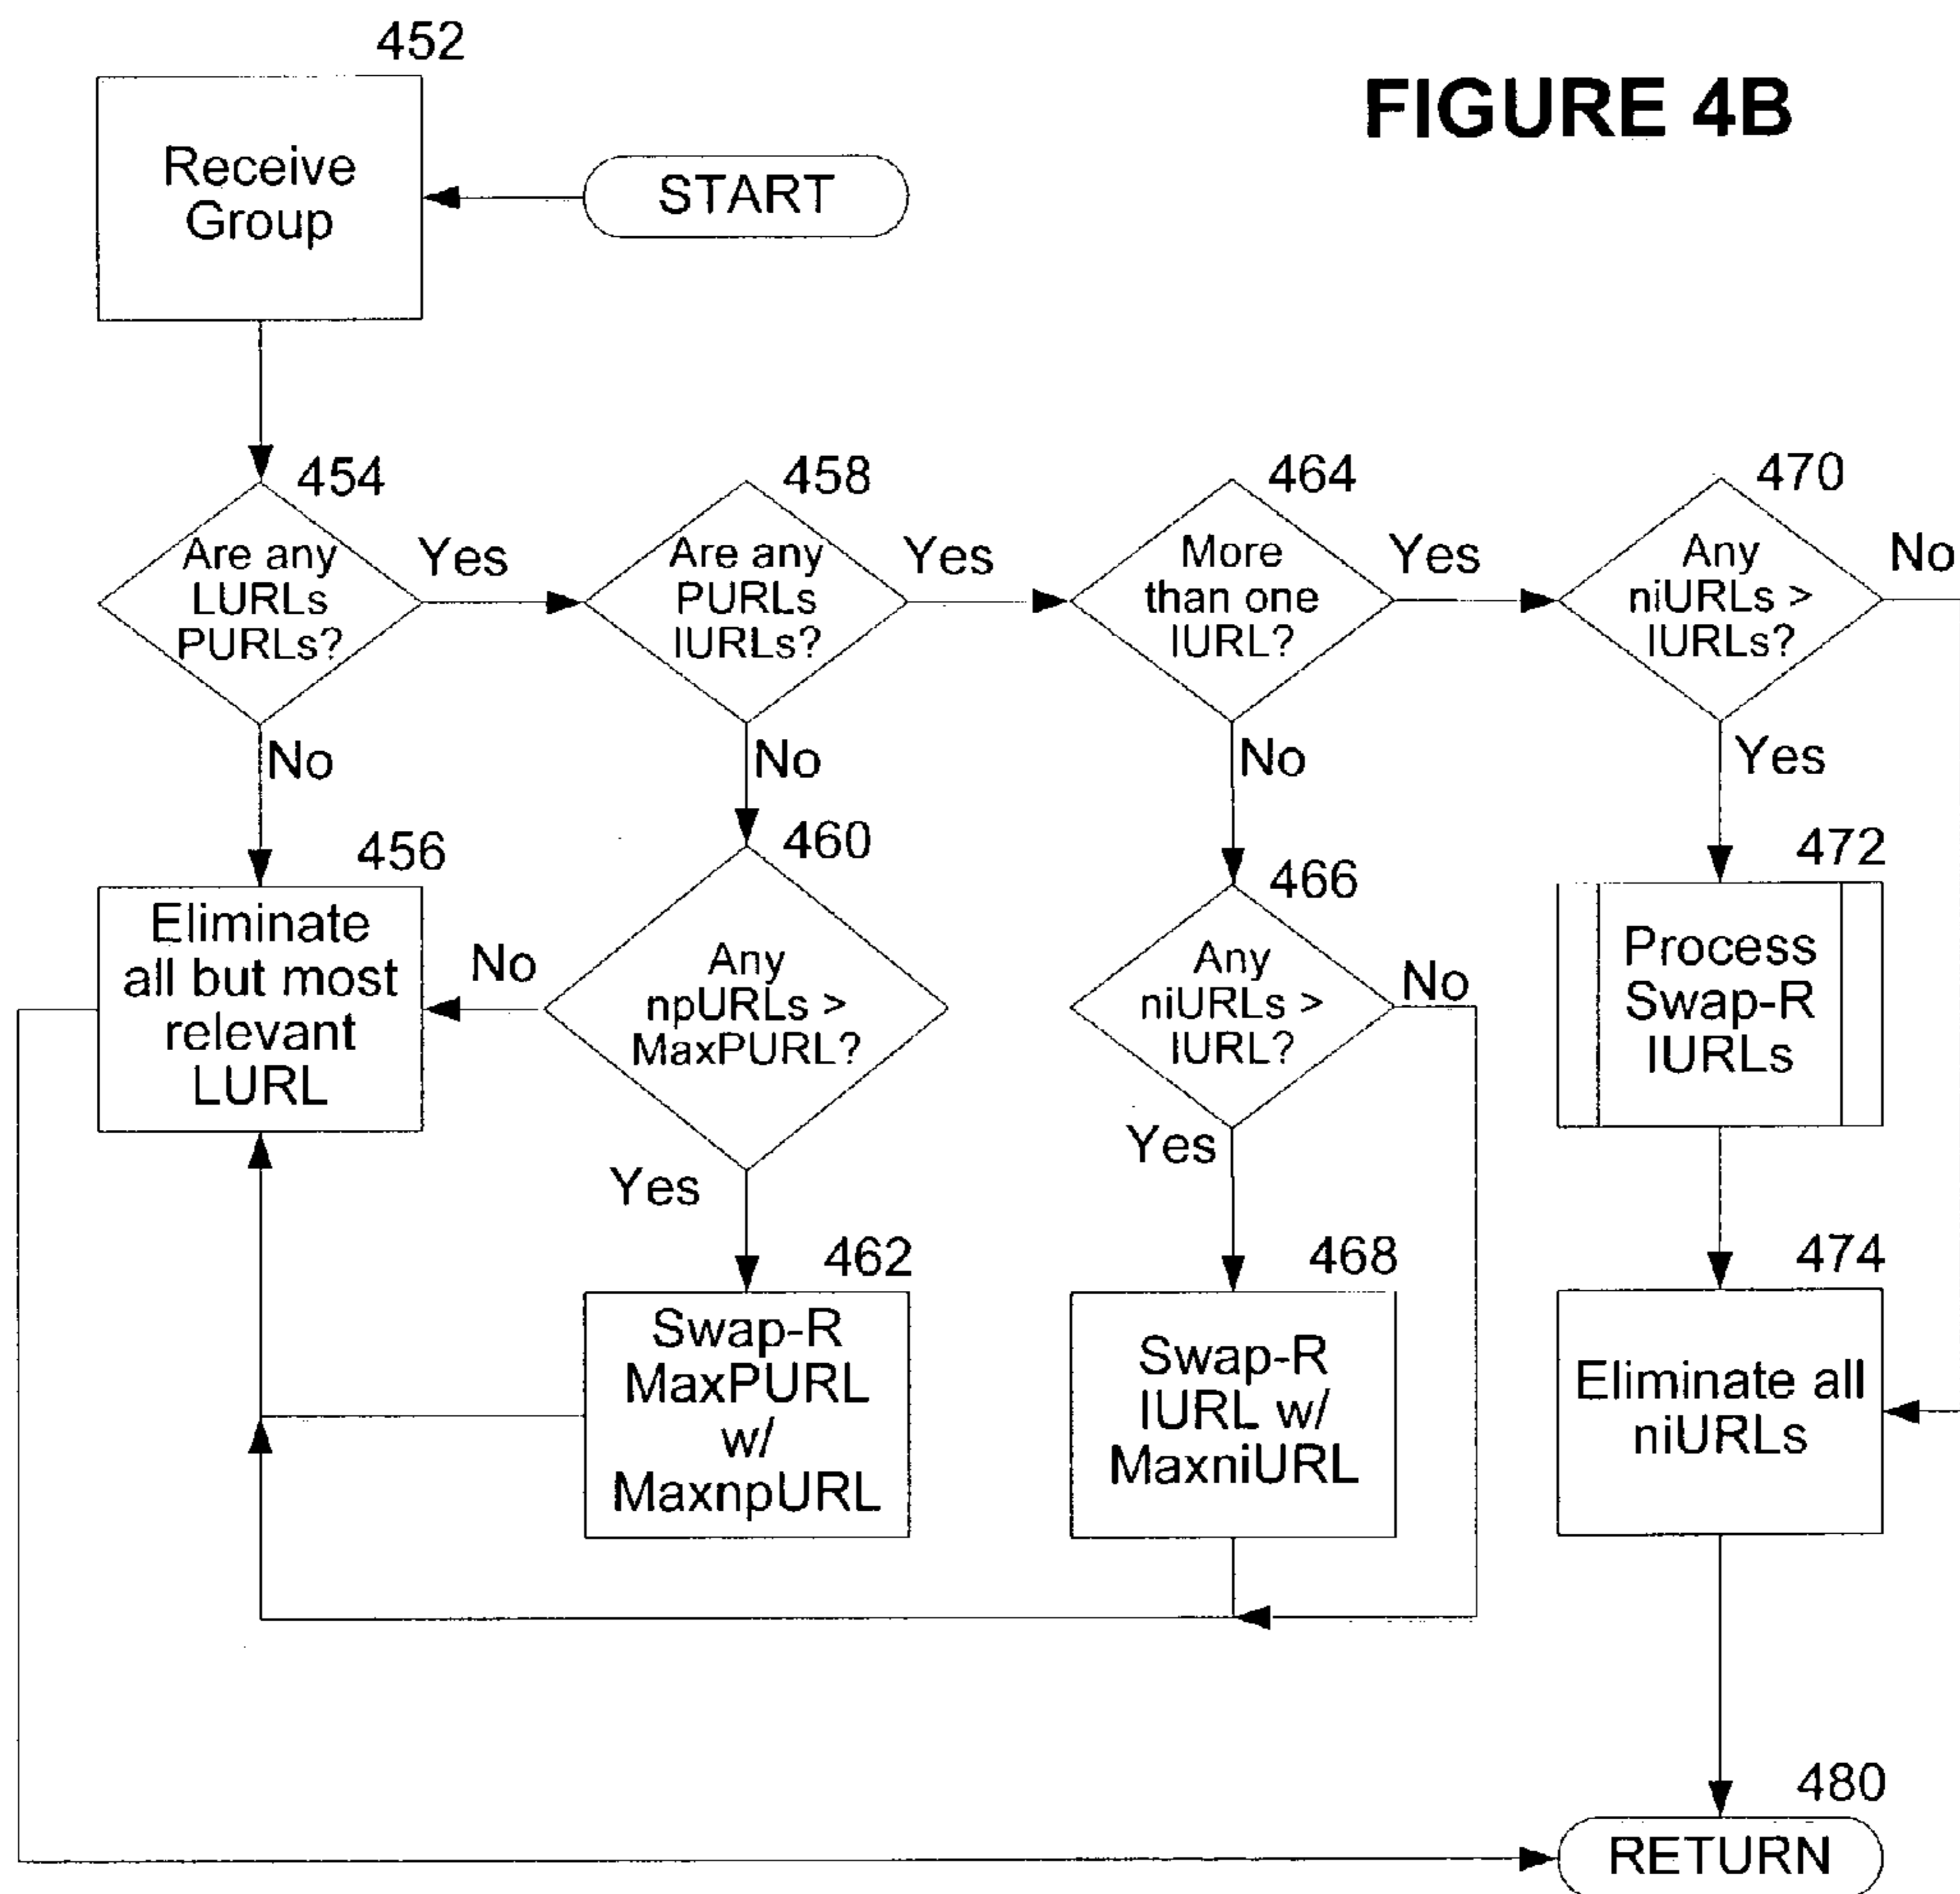 452
FIGURE 4B
Receive
Group
START
454
458
464
470
Are any
LURLs
PURLs?
Yes
Are any
PURLs
IURLs?
Yes
More
than one
IURL?
Yes
Any
niURLs >
IURLs?
No
No
No
No
Yes
456
460
466
472
Eliminate
all but most
relevant
LURL
No
Any
npURLs >
MaxPURL?
Any
niURLs >
IURL?
No
Process
Swap-R
IURLs
Yes
Yes
462
468
474
Swap-R
MaxPURL
w/
MaxnpURL
Swap-R
IURL w/
MaxniURL
Eliminate all
niURLs
480
RETURN